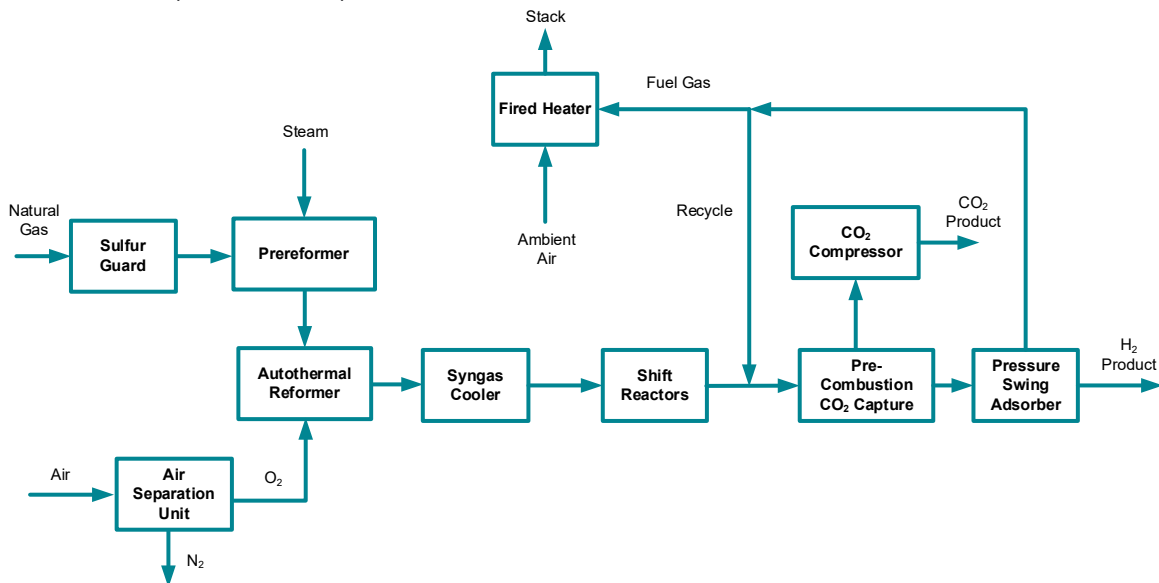 Stack
Fired Heater
Fuel Gas
Steam
Natural
Gas
Sulfur
Guard
Prereformer
Ambient
Air
Recycle
CO₂
Compressor
CO₂
Product
Autothermal
Reformer
Syngas
Cooler
Shift
Reactors
Pre-
Combustion
CO₂ Capture
Pressure
Swing
Adsorber
H₂
Product
Air
Air
Separation
Unit
O₂
N₂